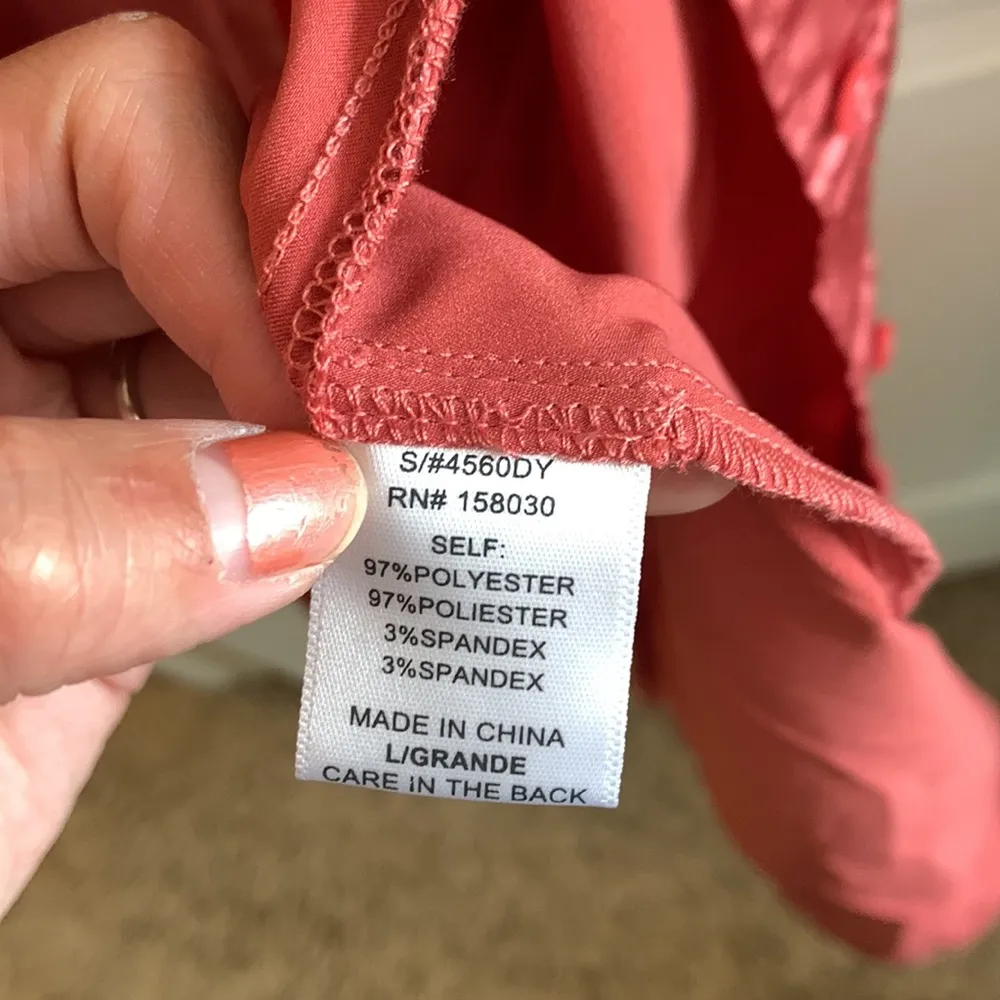 S/#4560DY
RN# 158030
SELF:
97%POLYESTER
97%POLIESTER
3%SPANDEX
3%SPANDEX
MADE IN CHINA
L/GRANDE
CARE IN THE BACK